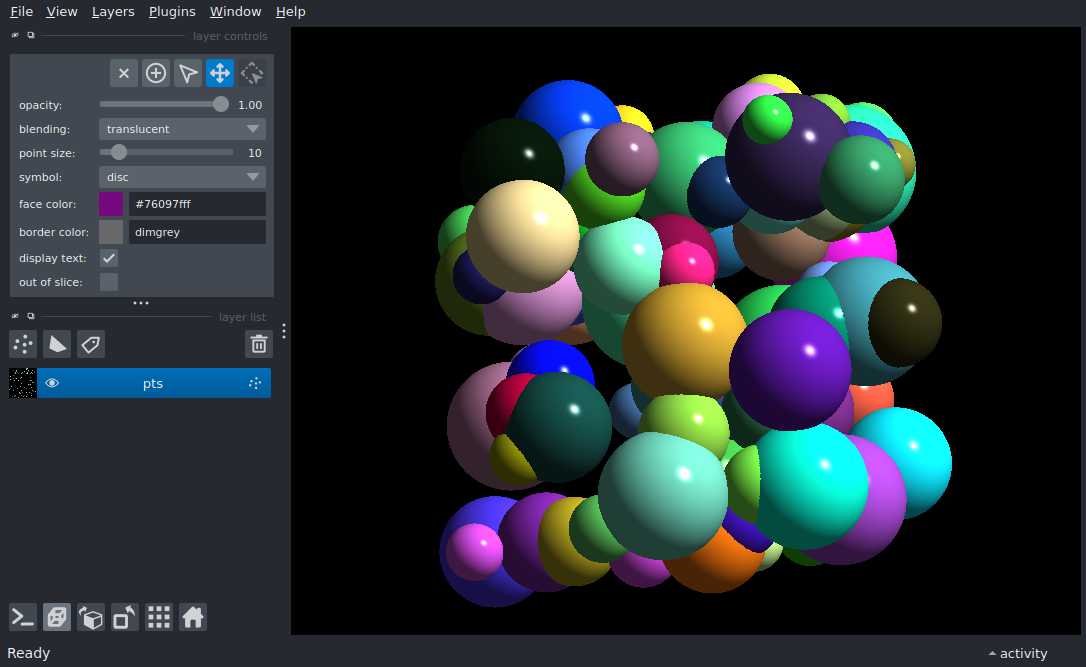 File View Layers Plugins Window Help
layer controls
opacity: 1.00
blending: translucent
point size: 10
symbol: disc
face color: #76097fff
border color: dimgrey
display text:
out of slice:
layer list
pts
Ready
activity